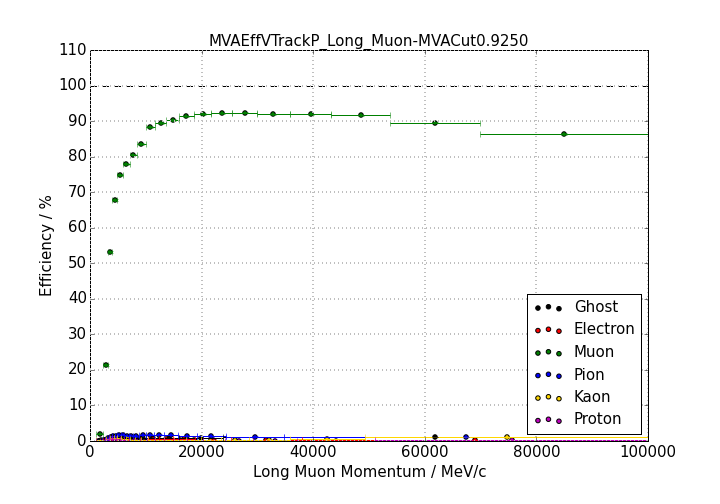 MVAEffVTrackP_Long_Muon-MVACut0.9250
110
100
90
80
70
60
50
40
30
20
10
0
Efficiency / %
Ghost
Electron
Muon
Pion
Kaon
Proton
0 20000 40000 60000 80000 100000
Long Muon Momentum / MeV/c